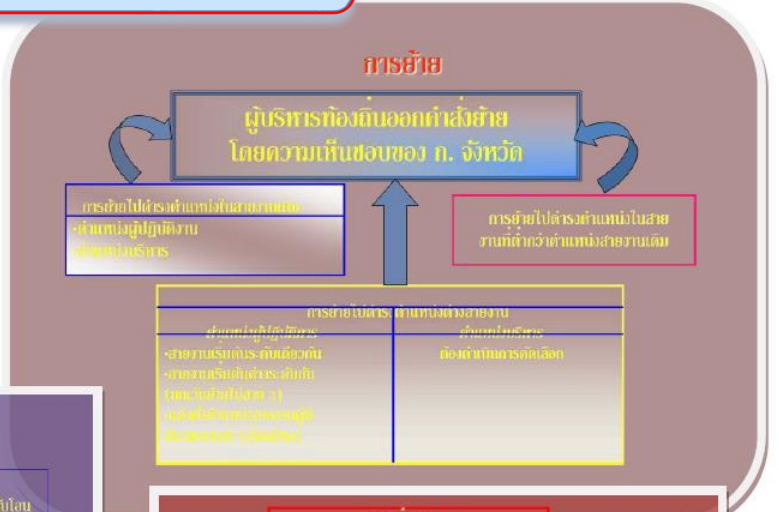 การย้าย
ผู้บริหารท้องถิ่นออกคำสั่งย้าย
โดยความเห็นชอบของ ก. จังหวัด
การย้ายไปดำรงตำแหน่งในสายงานเดิม
•ตำแหน่งผู้ปฏิบัติงาน
•ตำแหน่งบริหาร
การย้ายไปดำรงตำแหน่งในสาย
งานที่ต่ำกว่าตำแหน่งสายงานเดิม
การย้ายไปดำรงตำแหน่งต่างสายงาน
ตำแหน่งผู้ปฏิบัติการ
•สายงานเริ่มต้นระดับเดียวกัน
•สายงานเริ่มต้นต่างระดับกัน
ตำแหน่งบริหาร
ต้องดำเนินการคัดเลือก